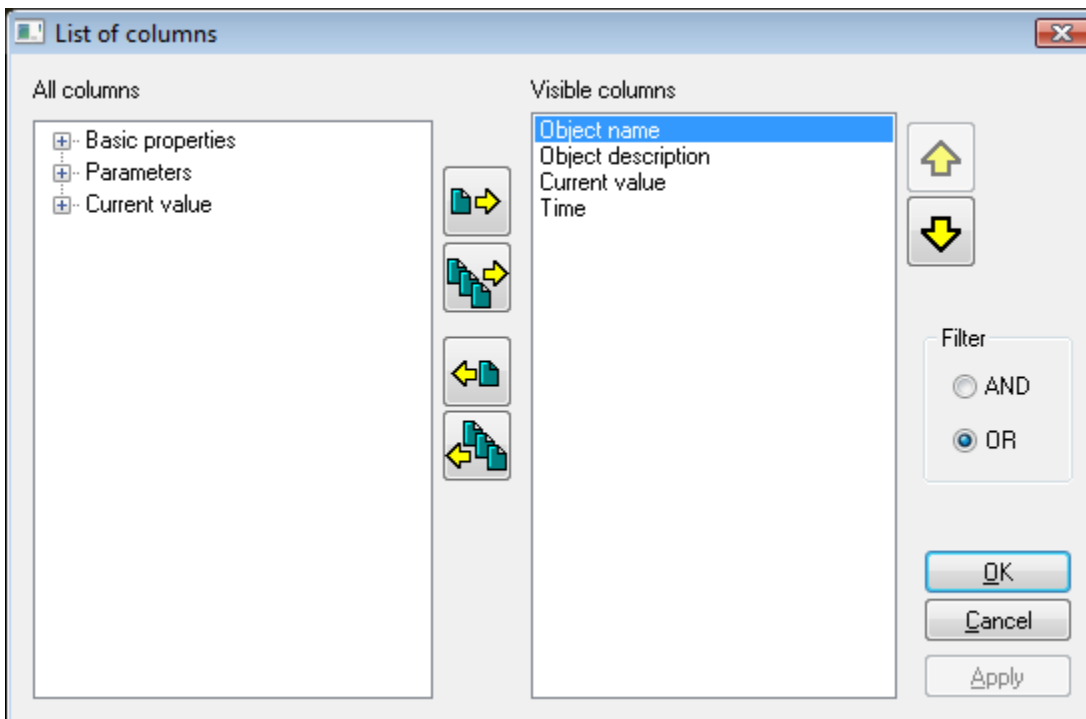 List of columns
All columns
Basic properties
Parameters
Current value
Visible columns
Object name
Object description
Current value
Time
Filter
AND
OR
OK
Cancel
Apply